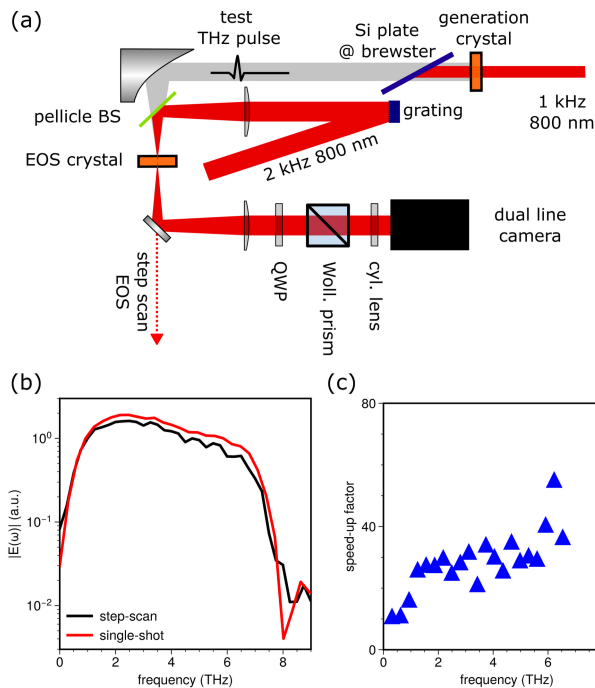 (a)
test
THz pulse
Si plate
@ brewster
generation
crystal
pellicle BS
grating
1 kHz
800 nm
EOS crystal
2 kHz 800 nm
dual line
camera
step scan
EOS
QWP
Woll. prism
cyl. lens
(b)
|E(ω)| (a.u.)
10⁰
10⁻¹
10⁻²
step-scan
single-shot
0 2 4 6 8
frequency (THz)
(c)
speed-up factor
80
40
0
0 2 4 6
frequency (THz)